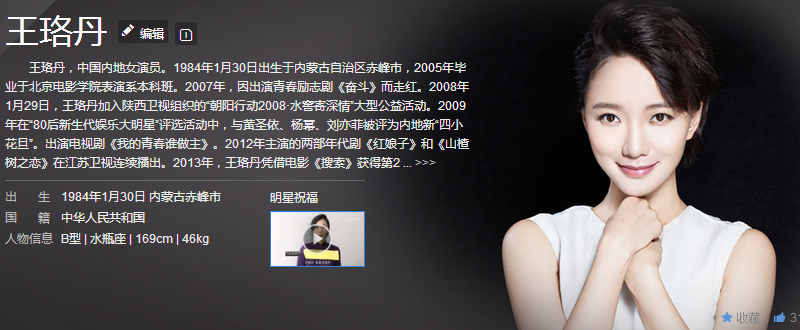 王珞丹 编辑
王珞丹，中国内地女演员。1984年1月30日出生于内蒙古自治区赤峰市，2005年毕
业于北京电影学院表演系本科班。2007年，因出演青春励志剧《奋斗》而走红。2008年
1月29日，王珞丹加入陕西卫视组织的“朝阳行动2008·水窖寄深情”大型公益活动。2009
年在“80后新生代娱乐大明星”评选活动中，与黄圣依、杨幂、刘亦菲被评为内地新“四小
花旦”。出演电视剧《我的青春谁做主》。2012年主演的两部年代剧《红娘子》和《山楂
树之恋》在江苏卫视连续播出。2013年，王珞丹凭借电影《搜索》获得第2 ... >>>
出 生 1984年1月30日 内蒙古赤峰市
国 籍 中华人民共和国
人物信息 B型 | 水瓶座 | 169cm | 46kg
明星祝福
收藏